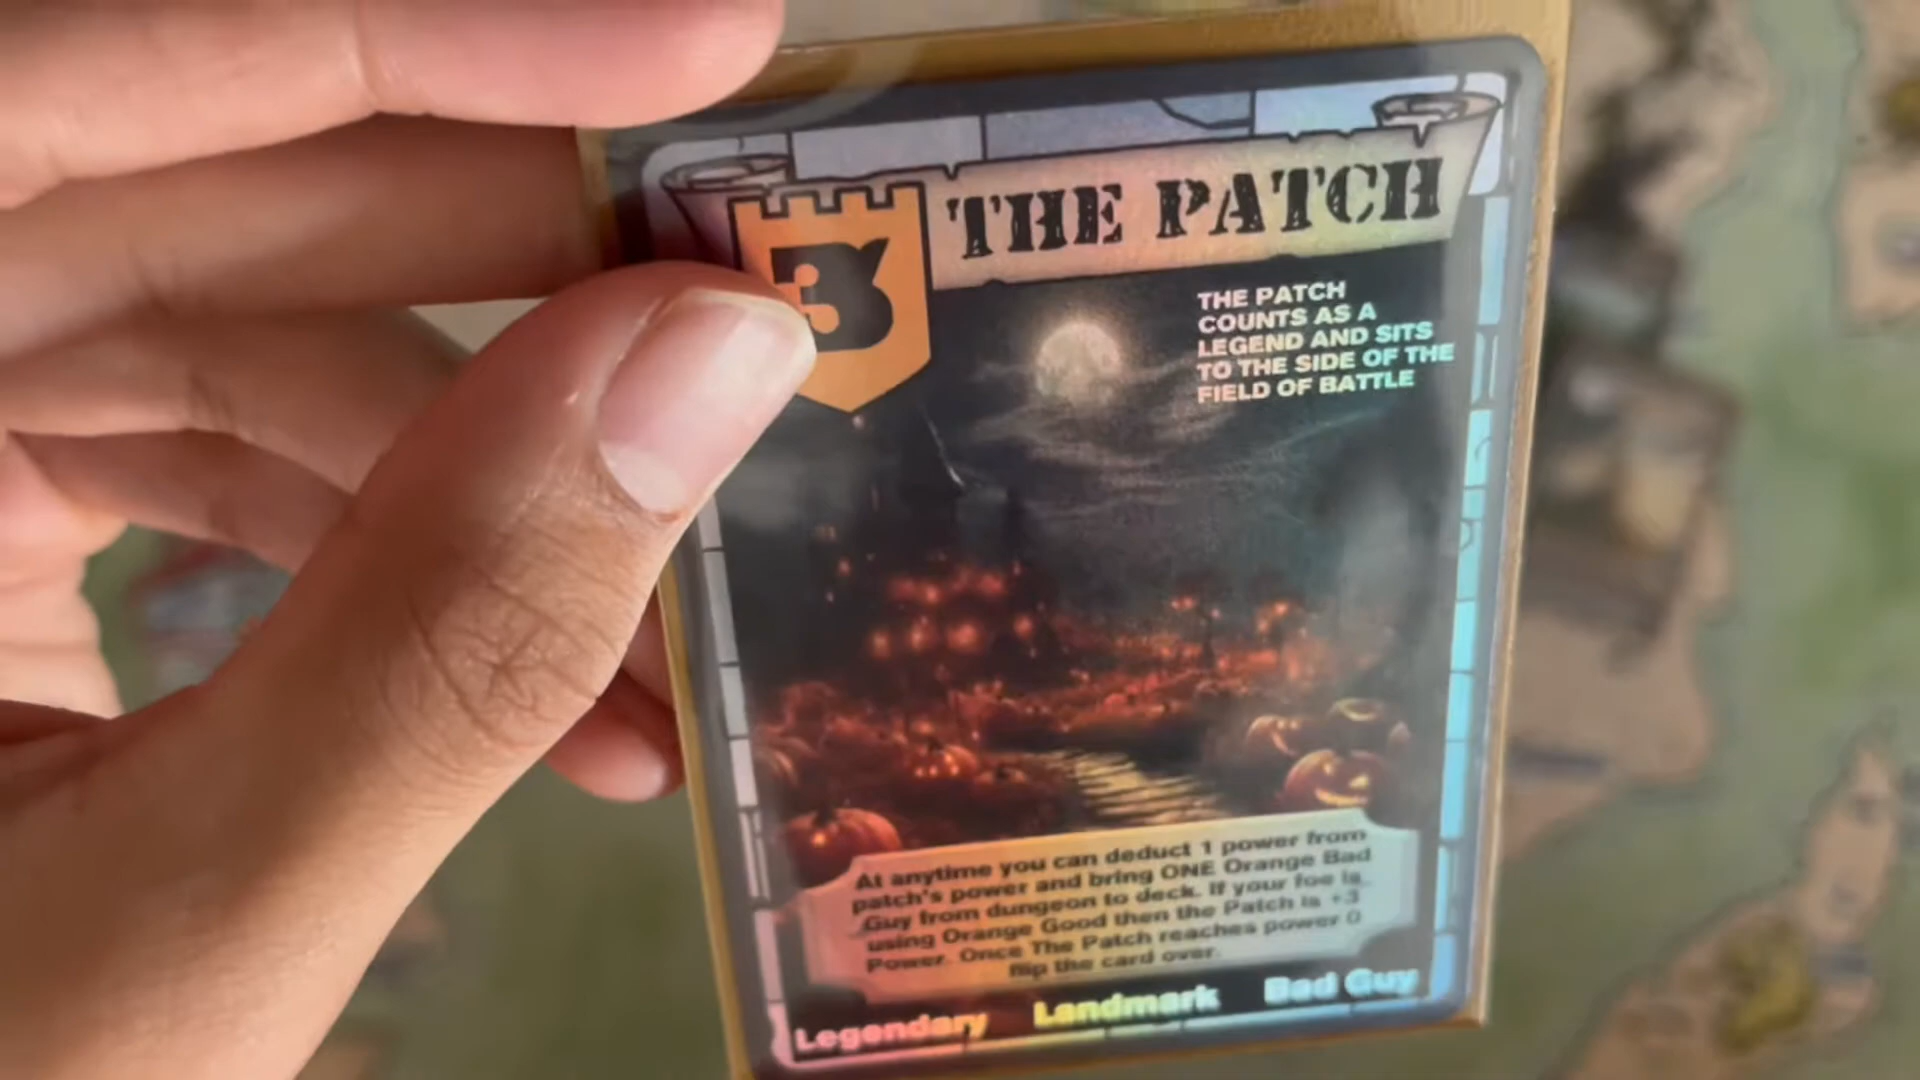 3
THE PATCH
THE PATCH
COUNTS AS A
LEGEND AND SITS
TO THE SIDE OF THE
FIELD OF BATTLE
At anytime you can deduct 1 power from
patch's power and bring ONE Orange Bad
Guy from dungeon to deck. If your foe is
using Orange Good then the Patch is +3
Power. Once The Patch reaches power 0
flip the card over.
Legendary Landmark Bad Guy